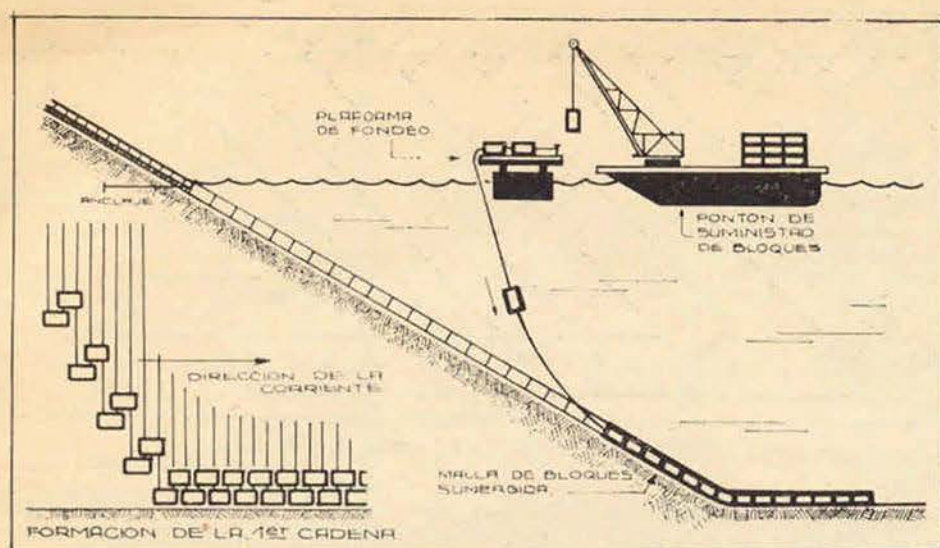 PLAFORMA
DE FONDEO
ANCLAJE
PONTON DE
SUMINISTRO
DE BLOQUES
DIRECCION DE LA
CORRIENTE
MALLA DE BLOQUES
SUMERGIDA
FORMACION DE LA 1er CADENA